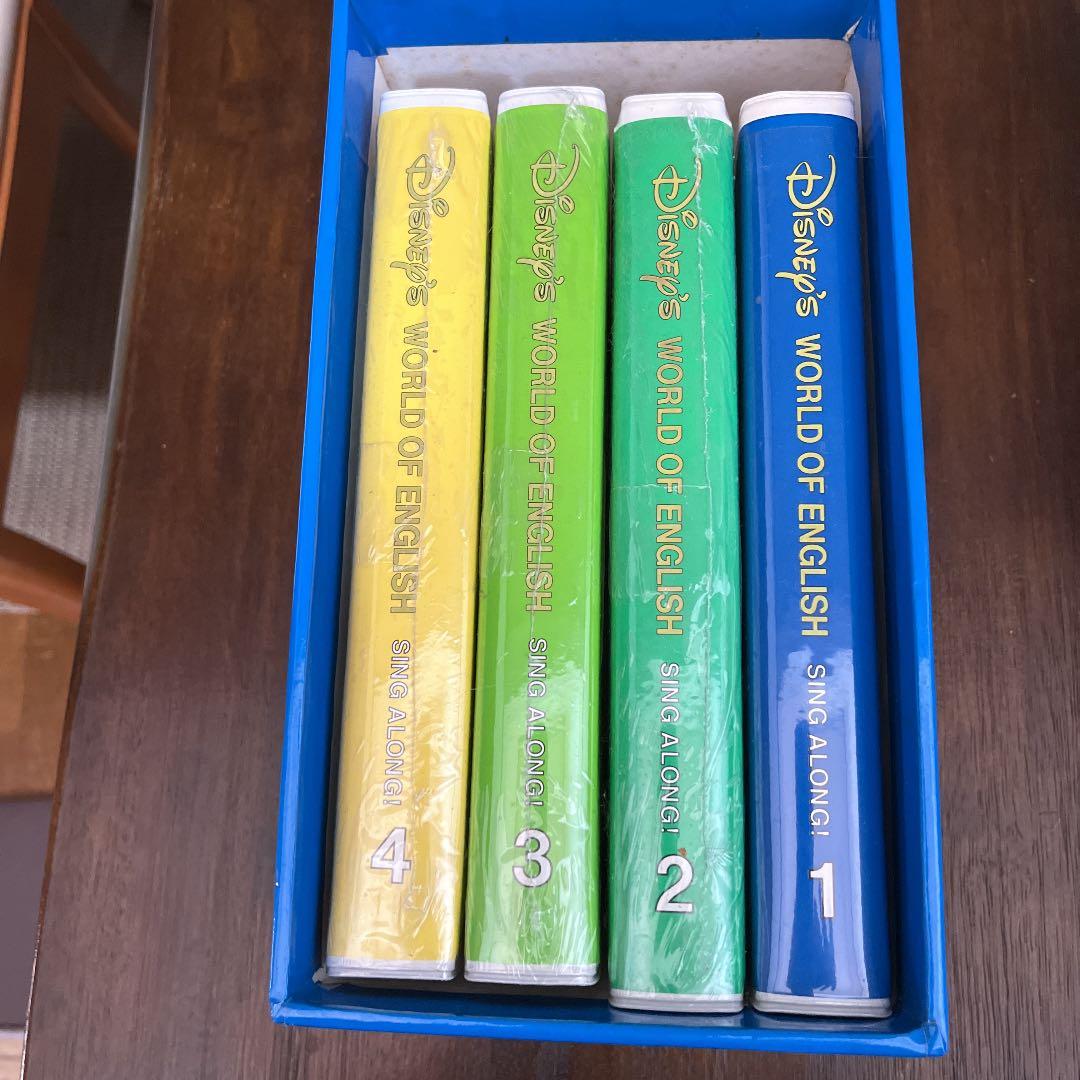 DISNEY'S WORLD OF ENGLISH SING ALONG! 4
DISNEY'S WORLD OF ENGLISH SING ALONG! 3
DISNEY'S WORLD OF ENGLISH SING ALONG! 2
DISNEY'S WORLD OF ENGLISH SING ALONG! 1